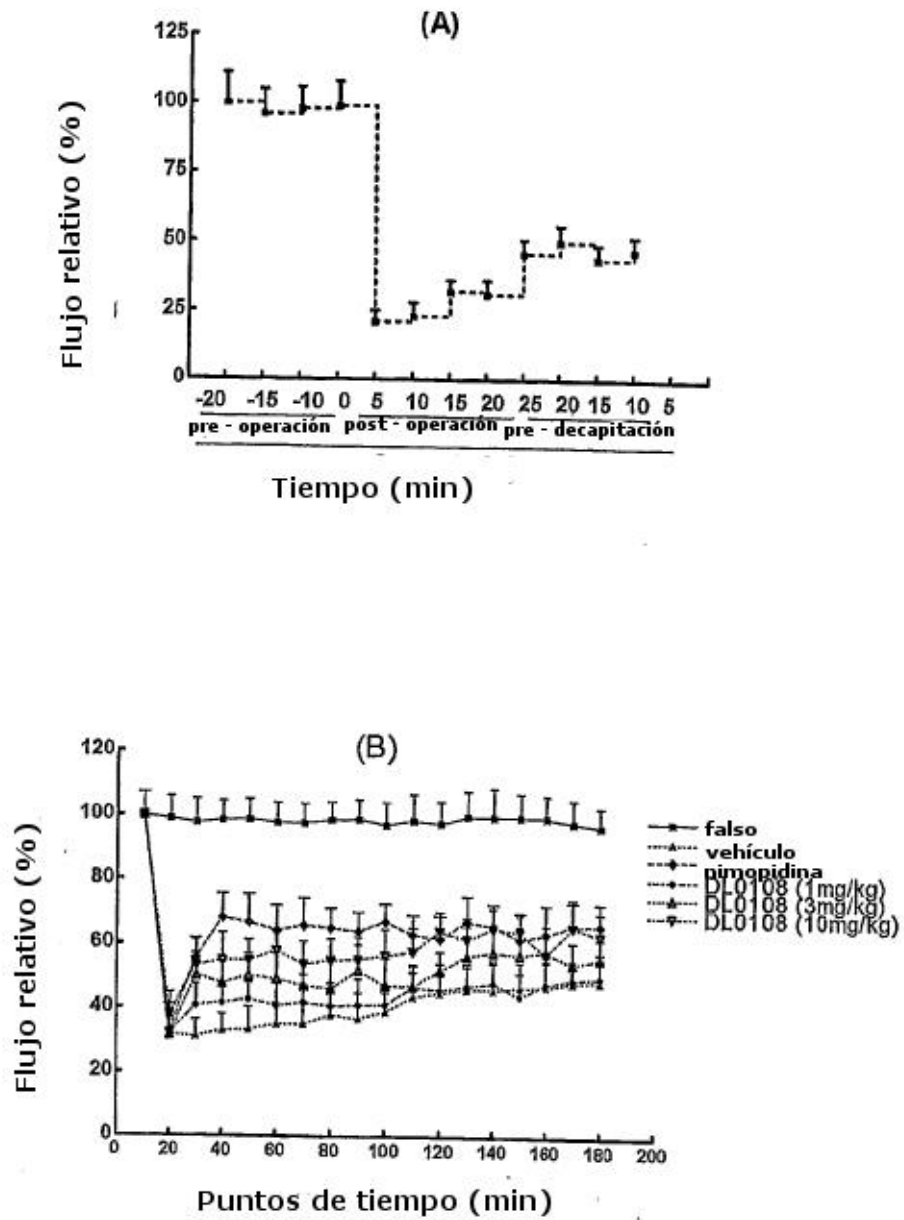 (A)
Flujo relativo (%)
125
100
75
50
25
0
-20 -15 -10 0 5 10 15 20 25 20 15 10 5
pre - operación post - operación pre - decapitación
Tiempo (min)
(B)
Flujo relativo (%)
120
100
80
60
40
20
0
0 20 40 60 80 100 120 140 160 180 200
Puntos de tiempo (min)
falso
vehículo
pimopidina
DL0108 (1mg/kg)
DL0108 (3mg/kg)
DL0108 (10mg/kg)